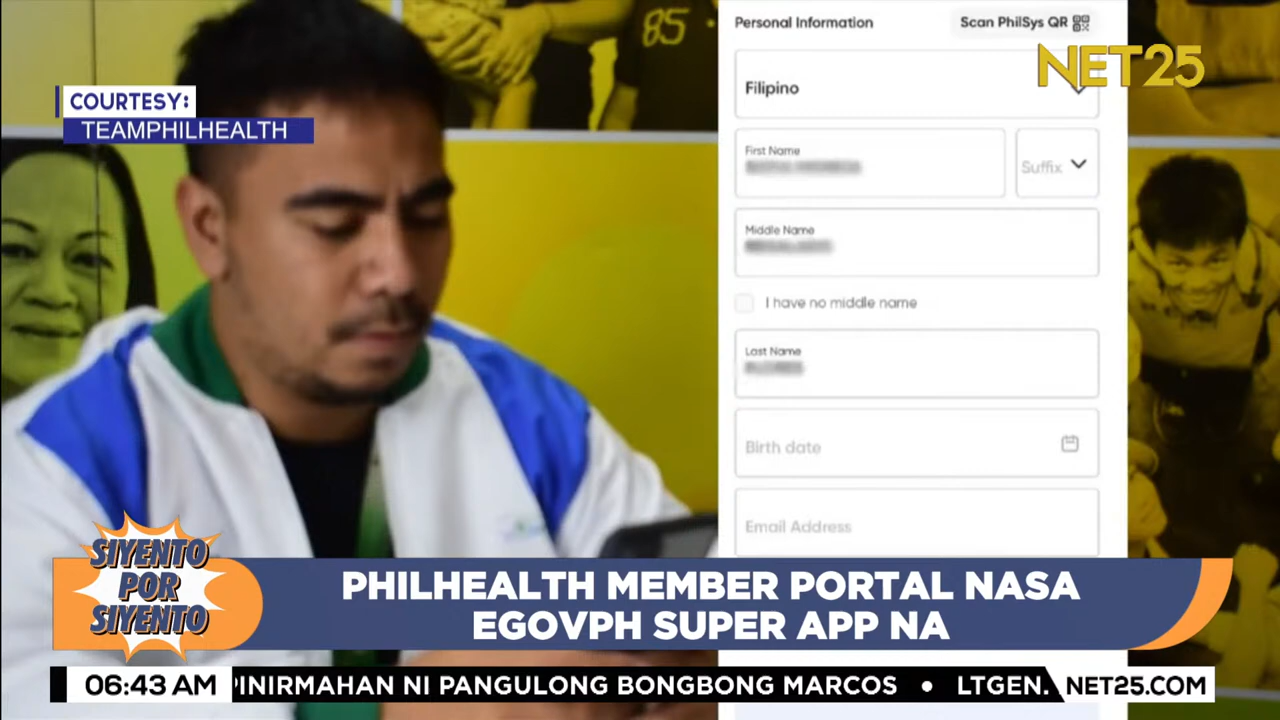 85
Personal Information
Scan PhilSys QR
NET25
COURTESY:
TEAMPHILHEALTH
Filipino
First Name
Suffix
Middle Name
I have no middle name
Last Name
Birth date
Email Address
SIYENTO
POR
SIYENTO
PHILHEALTH MEMBER PORTAL NASA
EGOVPH SUPER APP NA
06:43 AM
PINIRMAHAN NI PANGULONG BONGBONG MARCOS • LTGEN.
NET25.COM